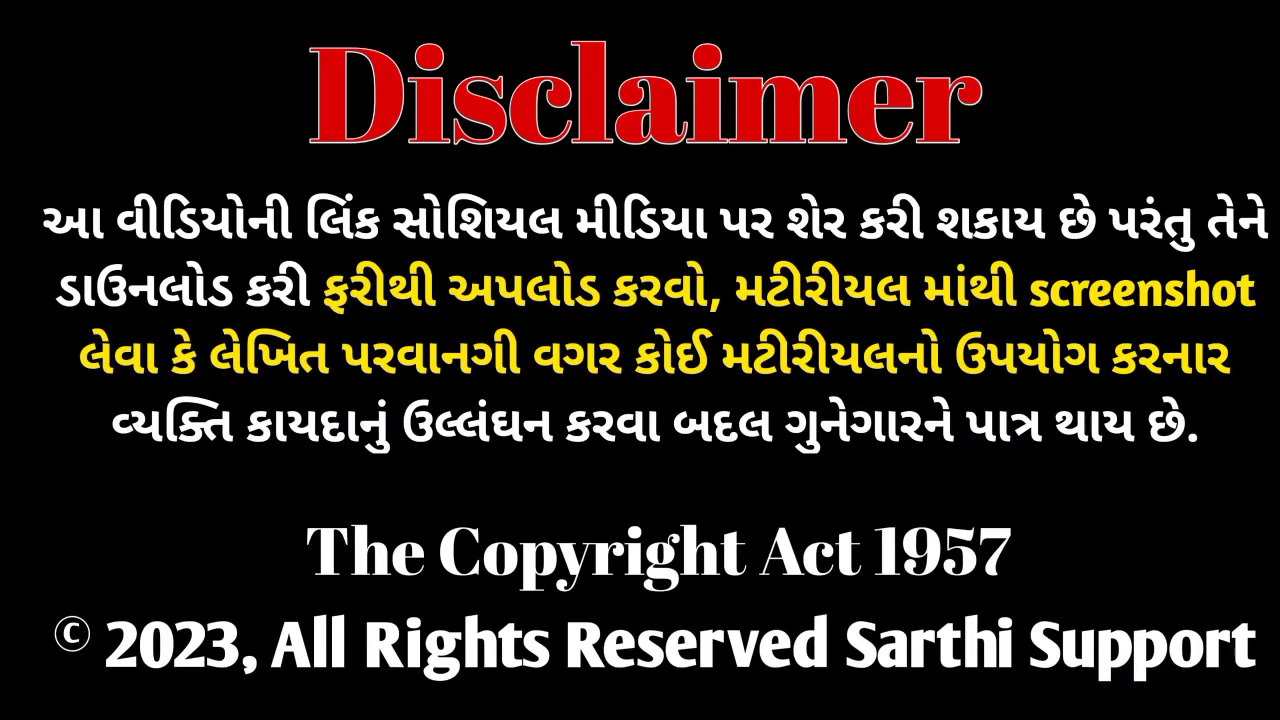 Disclaimer
આ વીડિયોની લિંક સોશિયલ મીડિયા પર શેર કરી શકાય છે પરંતુ તેને
ડાઉનલોડ કરી ફરીથી અપલોડ કરવો, મટીરીયલ માંથી screenshot
લેવા કે લેખિત પરવાનગી વગર કોઈ મટીરીયલનો ઉપયોગ કરનાર
વ્યક્તિ કાયદાનું ઉલ્લંઘન કરવા બદલ ગુનેગારને પાત્ર થાય છે.
The Copyright Act 1957
© 2023, All Rights Reserved Sarthi Support